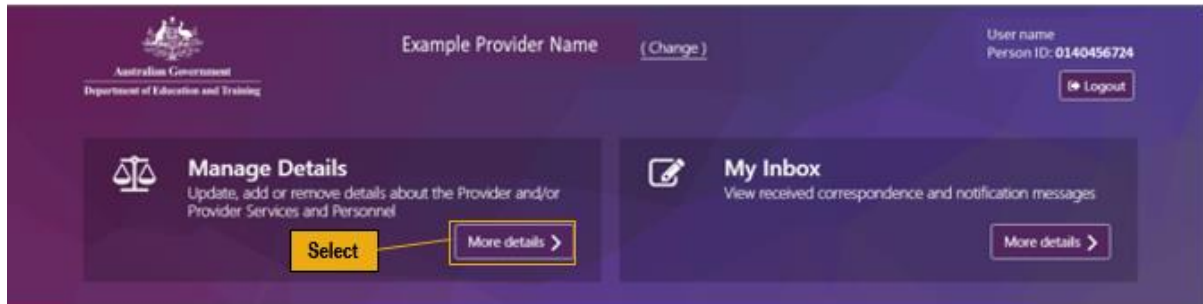 Example Provider Name (Change)
User name
Person ID: 0140456724
Australian Government
Department of Education and Training
Logout
Manage Details
Update, add or remove details about the Provider and/or
Provider Services and Personnel
More details
Select
My Inbox
View received correspondence and notification messages
More details